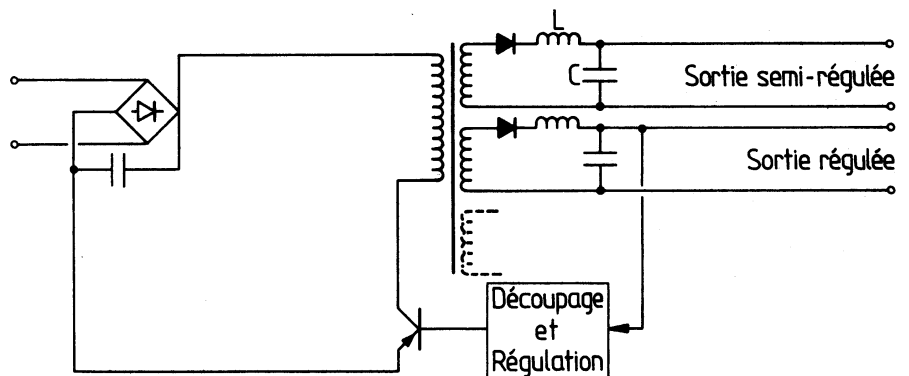 L
C
Sortie semi-régulée
Sortie régulée
Découpage
et
Régulation